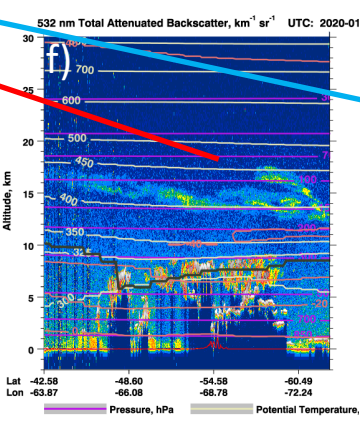 532 nm Total Attenuated Backscatter, km-1 sr-1 UTC: 2020-01
f)
30
25
20
15
10
5
0
Altitude, km
700
600
500
450
400
350
325
300
Lat -42.58 -48.60 -54.58 -60.49
Lon -63.87 -66.08 -68.78 -72.24
Pressure, hPa Potential Temperature,